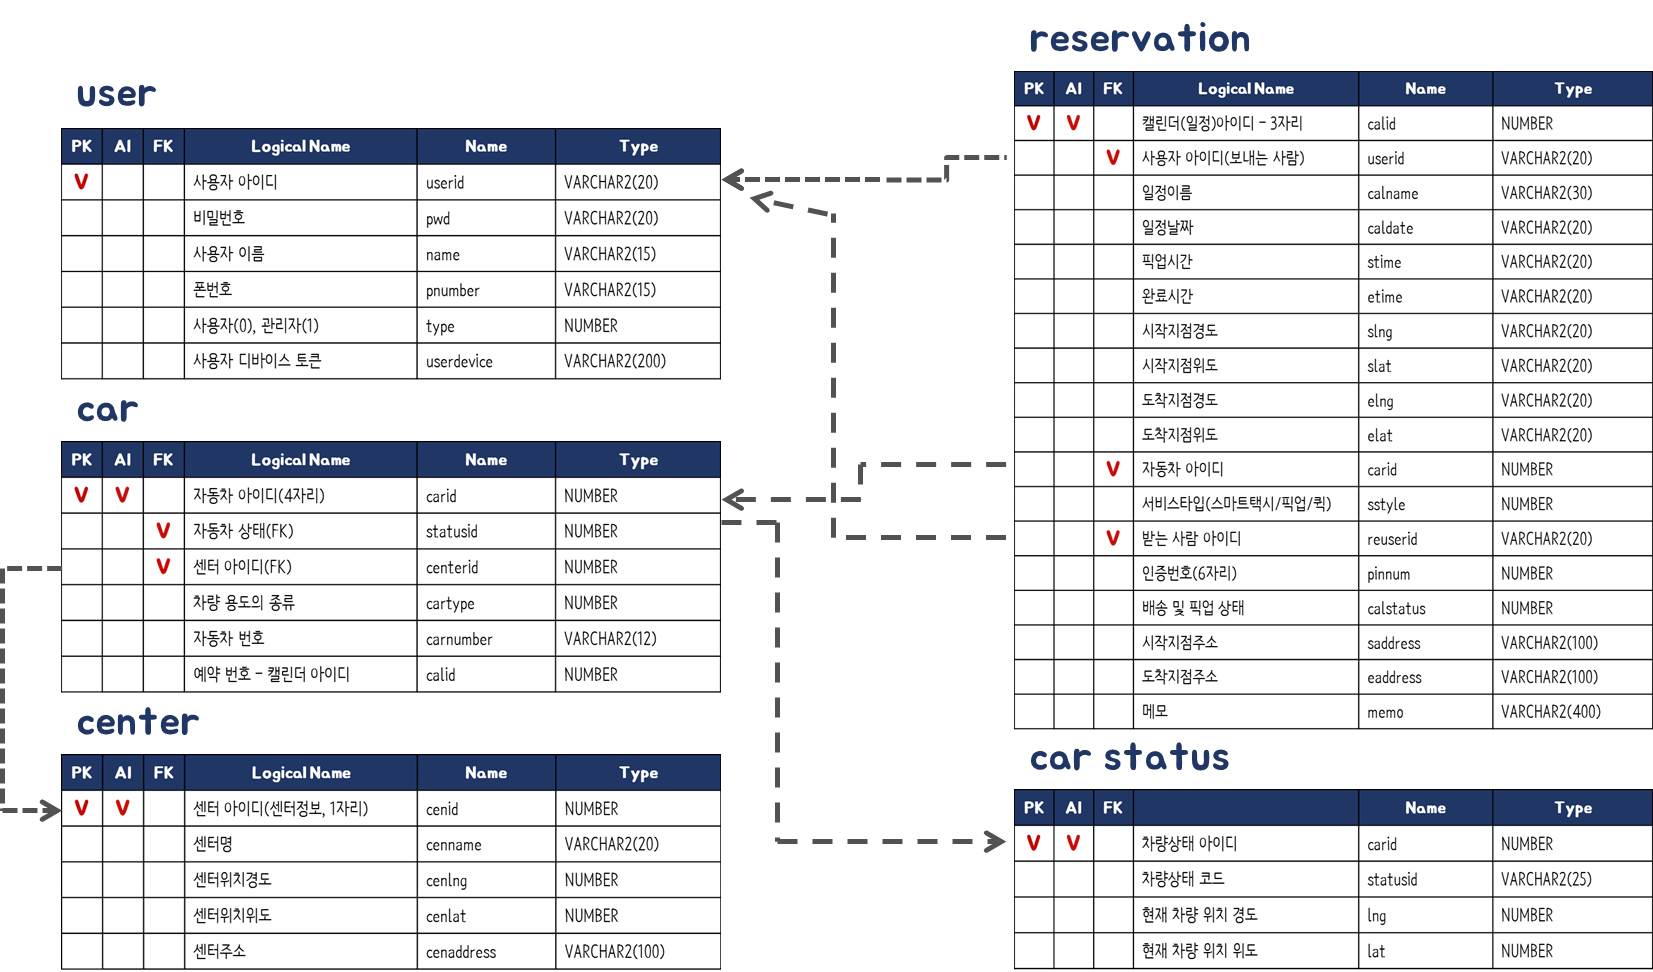 user
PK AI FK Logical Name Name Type
V 사용자 아이디 userid VARCHAR2(20)
비밀번호 pwd VARCHAR2(20)
사용자 이름 name VARCHAR2(15)
폰번호 pnumber VARCHAR2(15)
사용자(0), 관리자(1) type NUMBER
사용자 디바이스 토큰 userdevice VARCHAR2(200)
car
PK AI FK Logical Name Name Type
V V 자동차 아이디(4자리) carid NUMBER
V 자동차 상태(FK) statusid NUMBER
V 센터 아이디(FK) centerid NUMBER
차량 용도의 종류 cartype NUMBER
자동차 번호 carnumber VARCHAR2(12)
예약 번호 - 캘린더 아이디 calid NUMBER
center
PK AI FK Logical Name Name Type
V V 센터 아이디(센터정보, 1자리) cenid NUMBER
센터명 cenname VARCHAR2(20)
센터위치경도 cenlng NUMBER
센터위치위도 cenlat NUMBER
센터주소 cenaddress VARCHAR2(100)
reservation
PK AI FK Logical Name Name Type
V V 캘린더(일정)아이디 - 3자리 calid NUMBER
V 사용자 아이디(보내는 사람) userid VARCHAR2(20)
일정이름 calname VARCHAR2(30)
일정날짜 caldate VARCHAR2(20)
픽업시간 stime VARCHAR2(20)
완료시간 etime VARCHAR2(20)
시작지점경도 slng VARCHAR2(20)
시작지점위도 slat VARCHAR2(20)
도착지점경도 elng VARCHAR2(20)
도착지점위도 elat VARCHAR2(20)
V 자동차 아이디 carid NUMBER
서비스타입(스마트택시/픽업/퀵) sstyle NUMBER
V 받는 사람 아이디 reuserid VARCHAR2(20)
인증번호(6자리) pinnum NUMBER
배송 및 픽업 상태 calstatus NUMBER
시작지점주소 saddress VARCHAR2(100)
도착지점주소 eaddress VARCHAR2(100)
메모 memo VARCHAR2(400)
car status
PK AI FK Name Type
V V 차량상태 아이디 carid NUMBER
차량상태 코드 statusid VARCHAR2(25)
현재 차량 위치 경도 lng NUMBER
현재 차량 위치 위도 lat NUMBER